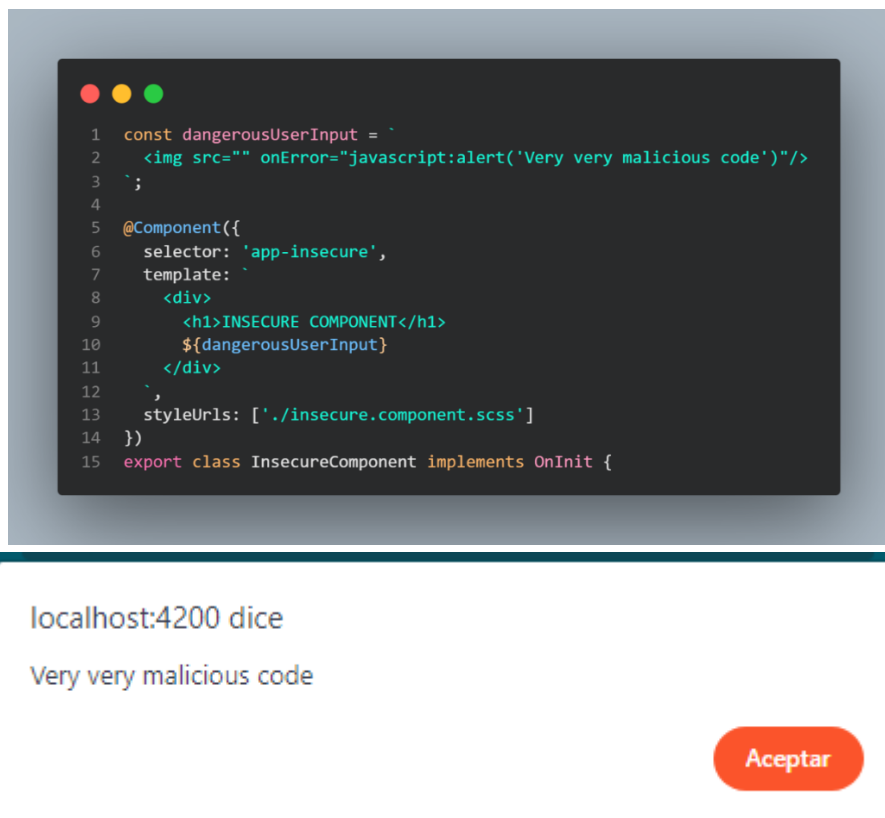 1 const dangerousUserInput = `
2 <img src="" onError="javascript:alert('Very very malicious code')"/>
3 `;
4
5 @Component({
6 selector: 'app-insecure',
7 template: `
8 <div>
9 <h1>INSECURE COMPONENT</h1>
10 ${dangerousUserInput}
11 </div>
12 `,
13 styleUrls: ['./insecure.component.scss']
14 })
15 export class InsecureComponent implements OnInit {
localhost:4200 dice
Very very malicious code
Aceptar